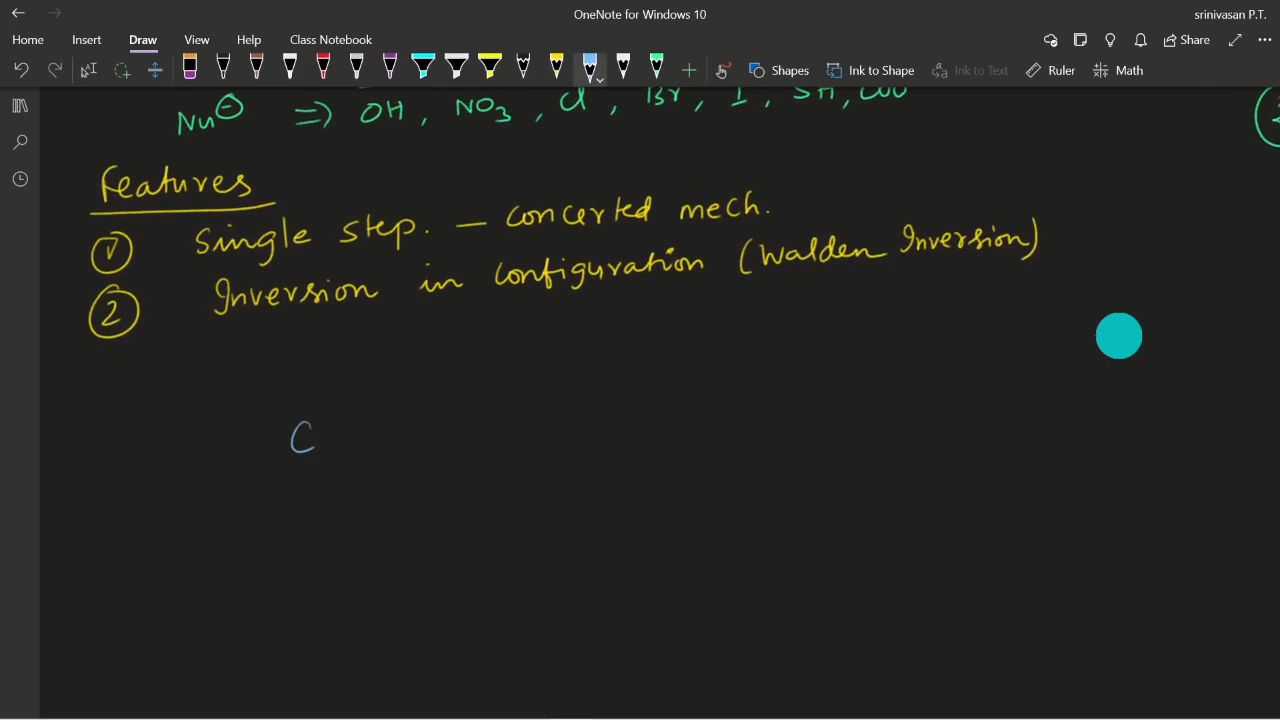 OneNote for Windows 10
srinivasan P.T.
Home Insert Draw View Help Class Notebook
Share
Shapes Ink to Shape Ink to Text Ruler Math
Nu⊖ ⇒ OH, NO3, Cl, Br, I, SH,
Features
① Single step. — concerted mech.
② Inversion in configuration (Walden Inversion)
C